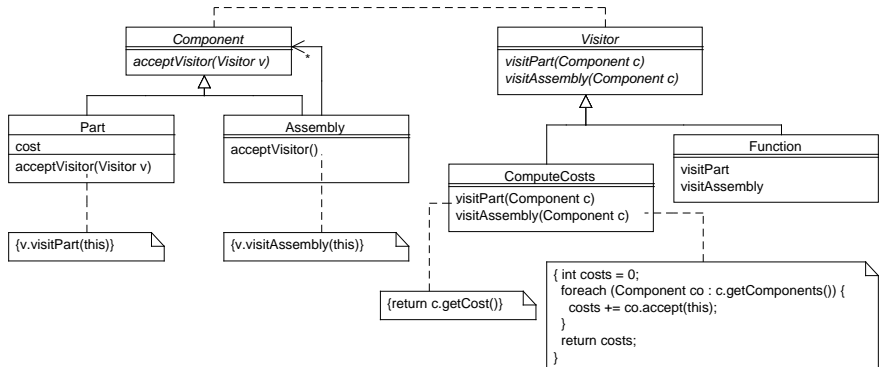 Component
acceptVisitor(Visitor v)
*
Visitor
visitPart(Component c)
visitAssembly(Component c)
Part
cost
acceptVisitor(Visitor v)
Assembly
acceptVisitor()
ComputeCosts
visitPart(Component c)
visitAssembly(Component c)
Function
visitPart
visitAssembly
{v.visitPart(this)}
{v.visitAssembly(this)}
{return c.getCost()}
{ int costs = 0;
foreach (Component co : c.getComponents()) {
costs += co.accept(this);
}
return costs;
}